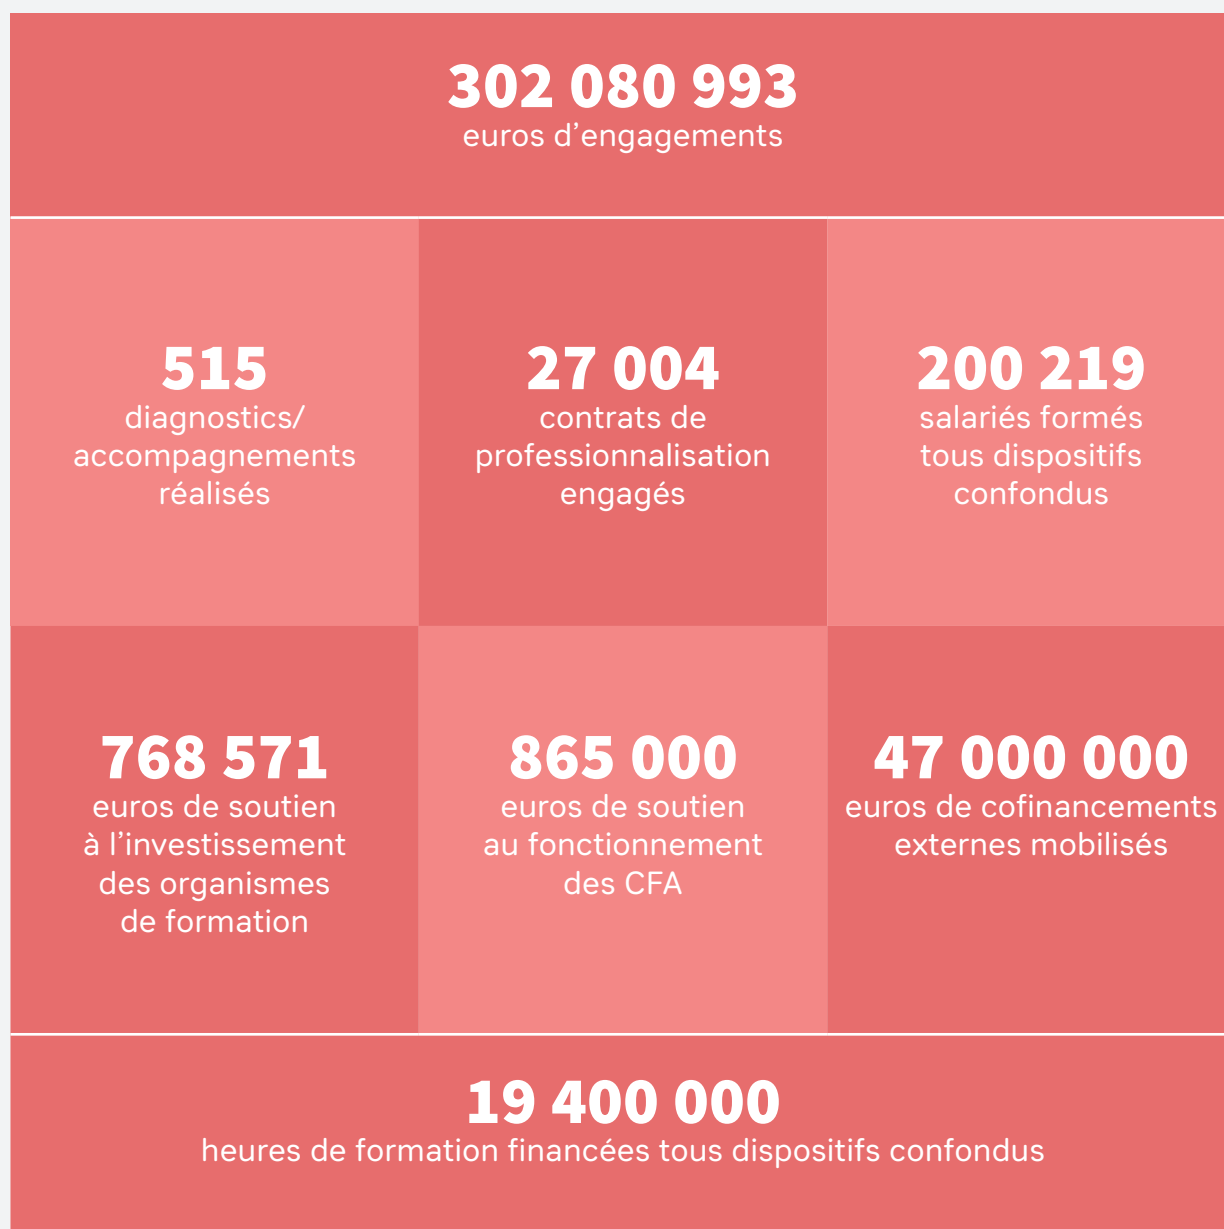 302 080 993
euros d’engagements
515
diagnostics/
accompagnements
réalisés
27 004
contrats de
professionnalisation
engagés
200 219
salariés formés
tous dispositifs
confondus
768 571
euros de soutien
à l’investissement
des organismes
de formation
865 000
euros de soutien
au fonctionnement
des CFA
47 000 000
euros de cofinancements
externes mobilisés
19 400 000
heures de formation financées tous dispositifs confondus